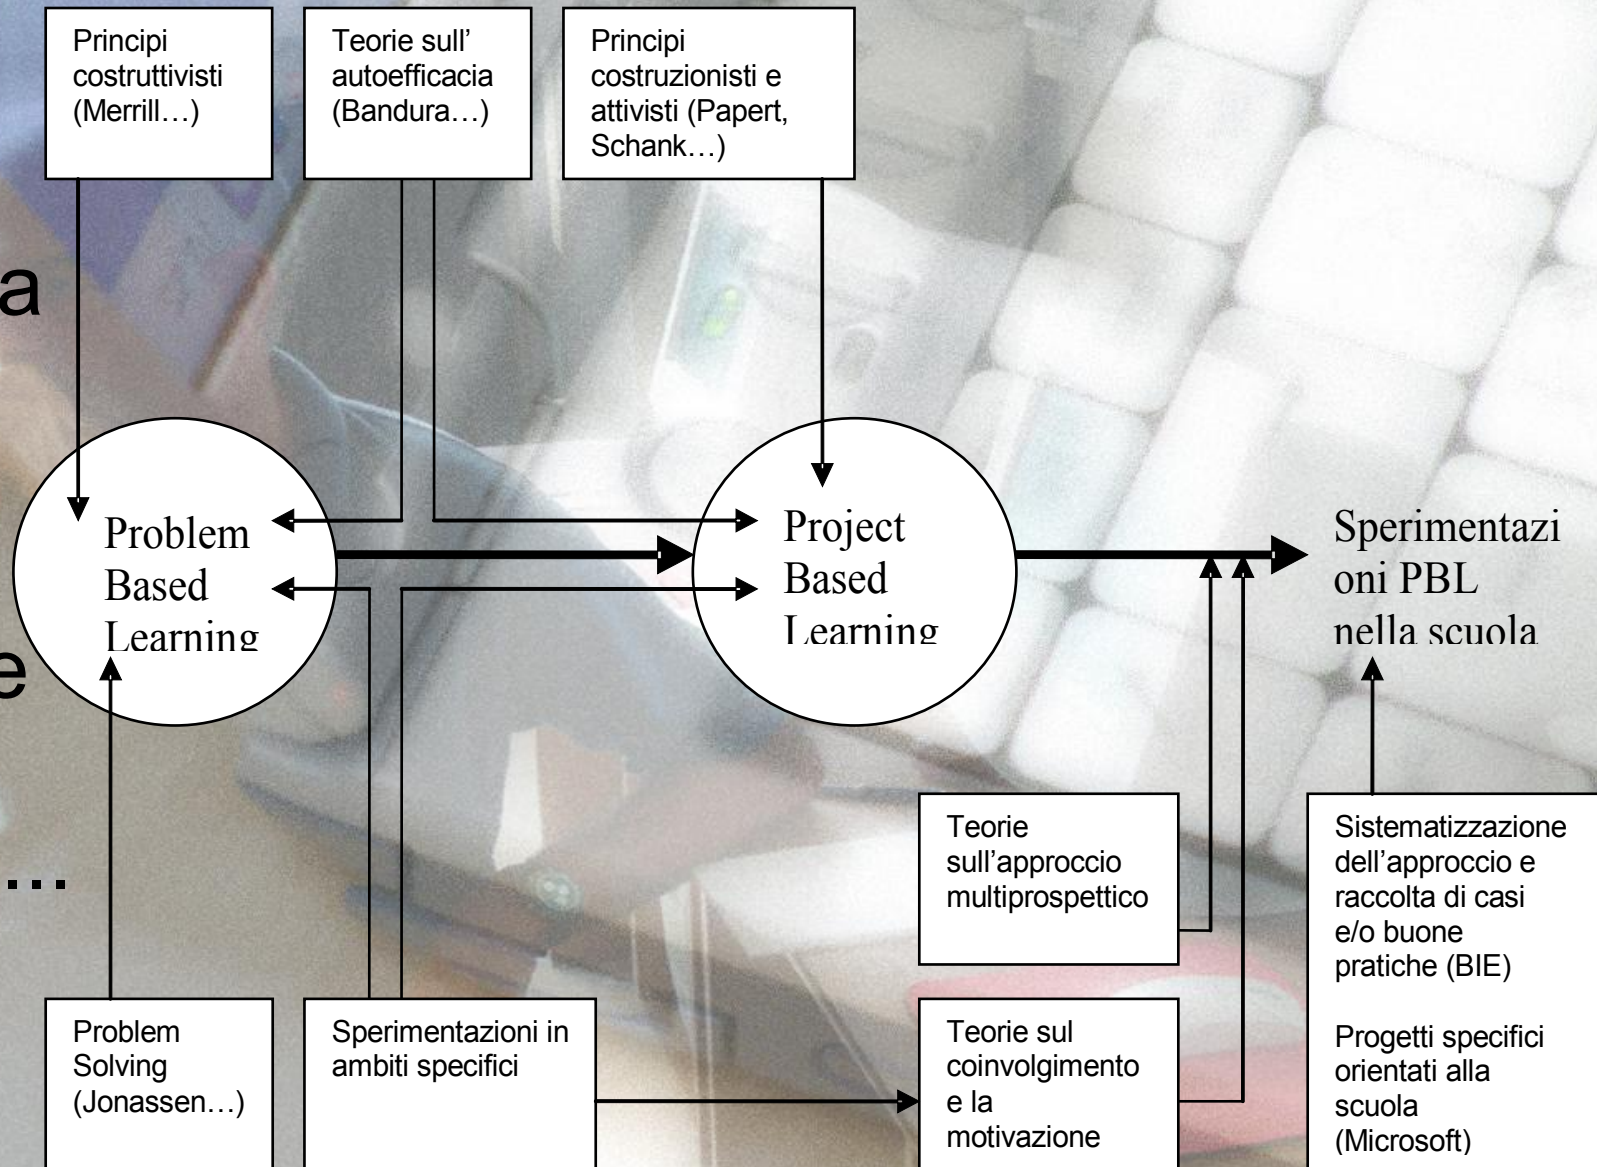 Principi
costruttivisti
(Merrill…)
Teorie sull’
autoefficacia
(Bandura…)
Principi
costruzionisti e
attivisti (Papert,
Schank…)
a
e
…
Problem
Based
Learning
Project
Based
Learning
Sperimentazi
oni PBL
nella scuola
Teorie
sull’approccio
multiprospettico
Sistematizzazione
dell’approccio e
raccolta di casi
e/o buone
pratiche (BIE)
Progetti specifici
orientati alla
scuola
(Microsoft)
Problem
Solving
(Jonassen…)
Sperimentazioni in
ambiti specifici
Teorie sul
coinvolgimento
e la
motivazione